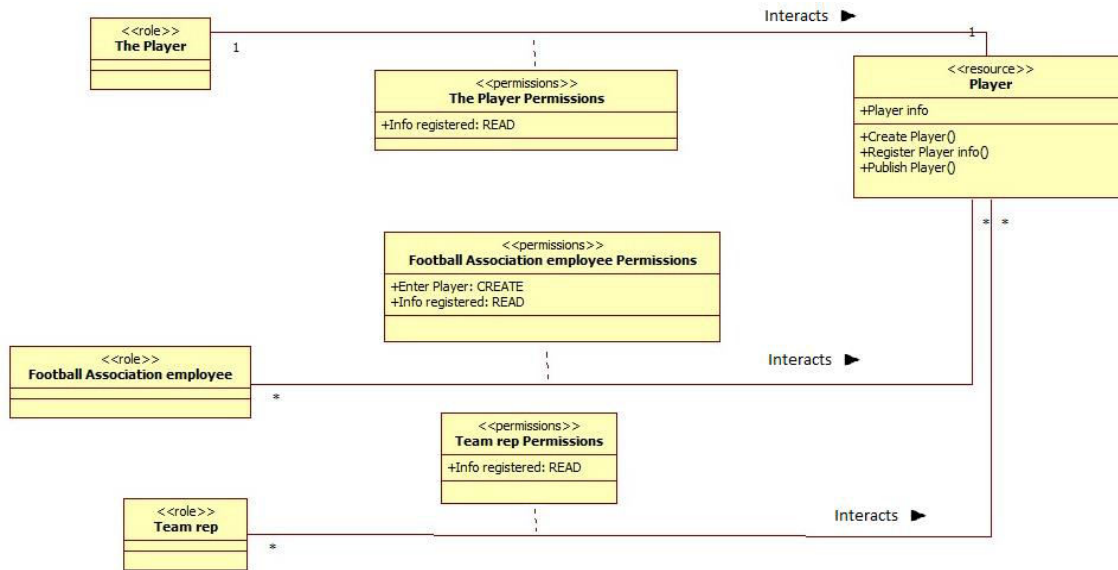 Interacts
<<role>>
The Player
1
1
<<permissions>>
The Player Permissions
+Info registered: READ
<<resource>>
Player
+Player info
+Create Player()
+Register Player info()
+Publish Player()
* *
<<permissions>>
Football Association employee Permissions
+Enter Player: CREATE
+Info registered: READ
<<role>>
Football Association employee
*
Interacts
<<permissions>>
Team rep Permissions
+Info registered: READ
<<role>>
Team rep
*
Interacts